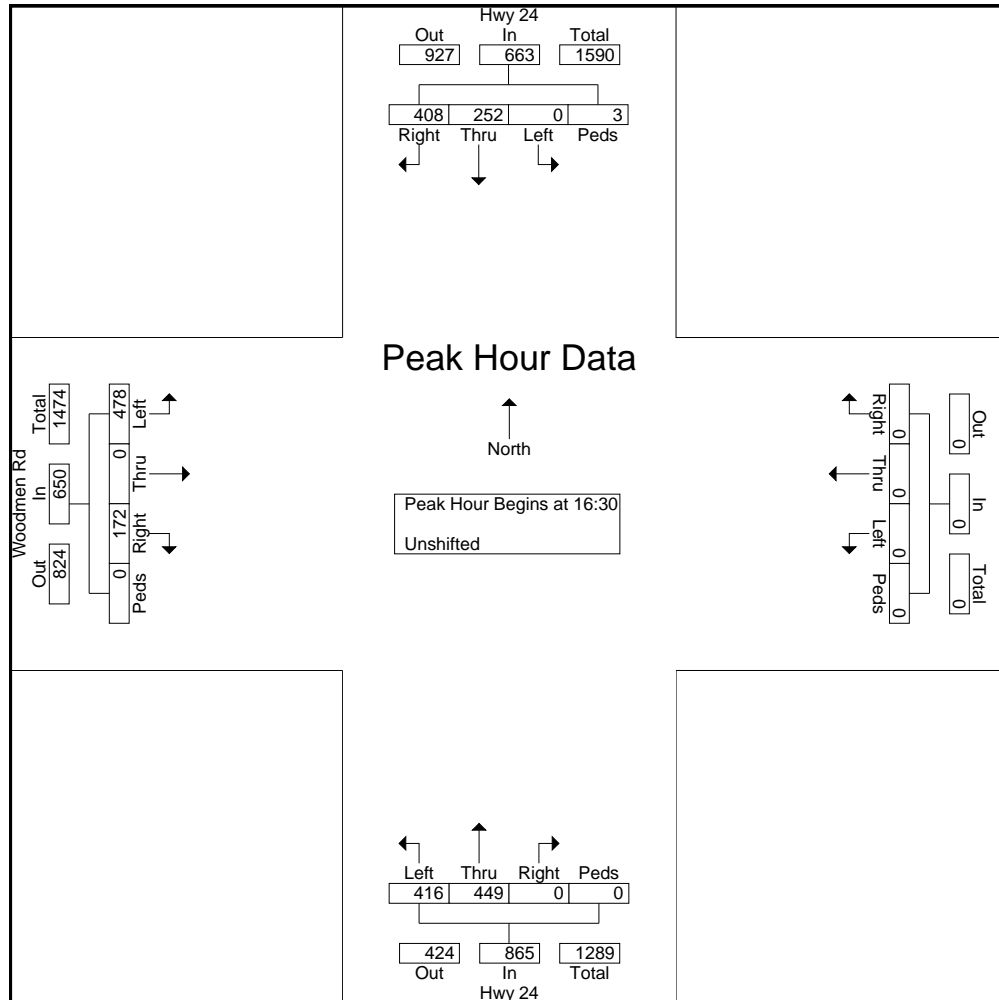 Hwy 24
Out In Total
927 663 1590
408 252 0 3
Right Thru Left Peds
Peak Hour Data
North
Peak Hour Begins at 16:30
Unshifted
Woodmen Rd
Out In Total
824 650 1474
Left Thru Right Peds
478 0 172 0
Right Thru Left Peds
0 0 0 0
Out In Total
0 0 0
Left Thru Right Peds
416 449 0 0
424 865 1289
Out In Total
Hwy 24